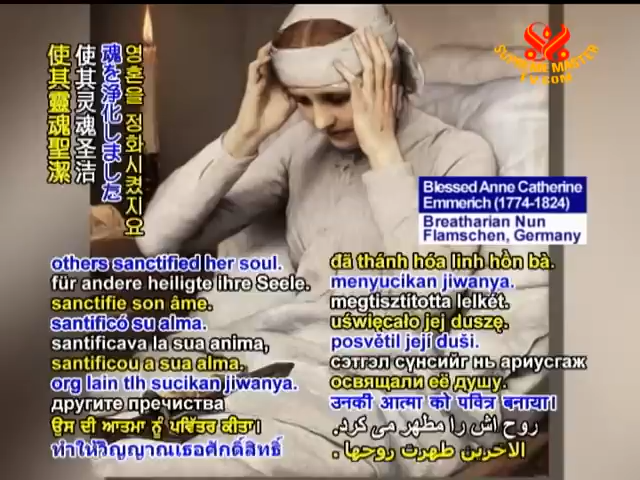 영혼을 정화시켰지요
魂を浄化しました
使其灵魂圣洁
使其靈魂聖潔
SUPREME MASTER
TV.COM
Blessed Anne Catherine
Emmerich (1774-1824)
Breatharian Nun
Flamschen, Germany
others sanctified her soul.
für andere heiligte ihre Seele.
sanctifie son âme.
santificó su alma.
santificava la sua anima,
santificou a sua alma.
org lain tlh sucikan jiwanya.
другите пречиства
ਉਸ ਦੀ ਆਤਮਾ ਨੂੰ ਪਵਿੱਤਰ ਕੀਤਾ।
ทำให้วิญญาณเธอศักดิ์สิทธิ์
đã thánh hóa linh hồn bà.
menyucikan jiwanya.
megtisztította lelkét.
uświęcało jej duszę.
posvětil její duši.
сэтгэл сүнсийг нь ариусгаж
освящали её душу.
उनकी आत्मा को पवित्र बनाया।
روح اش را مطهر می کرد.
الآخرين طهرت روحها.